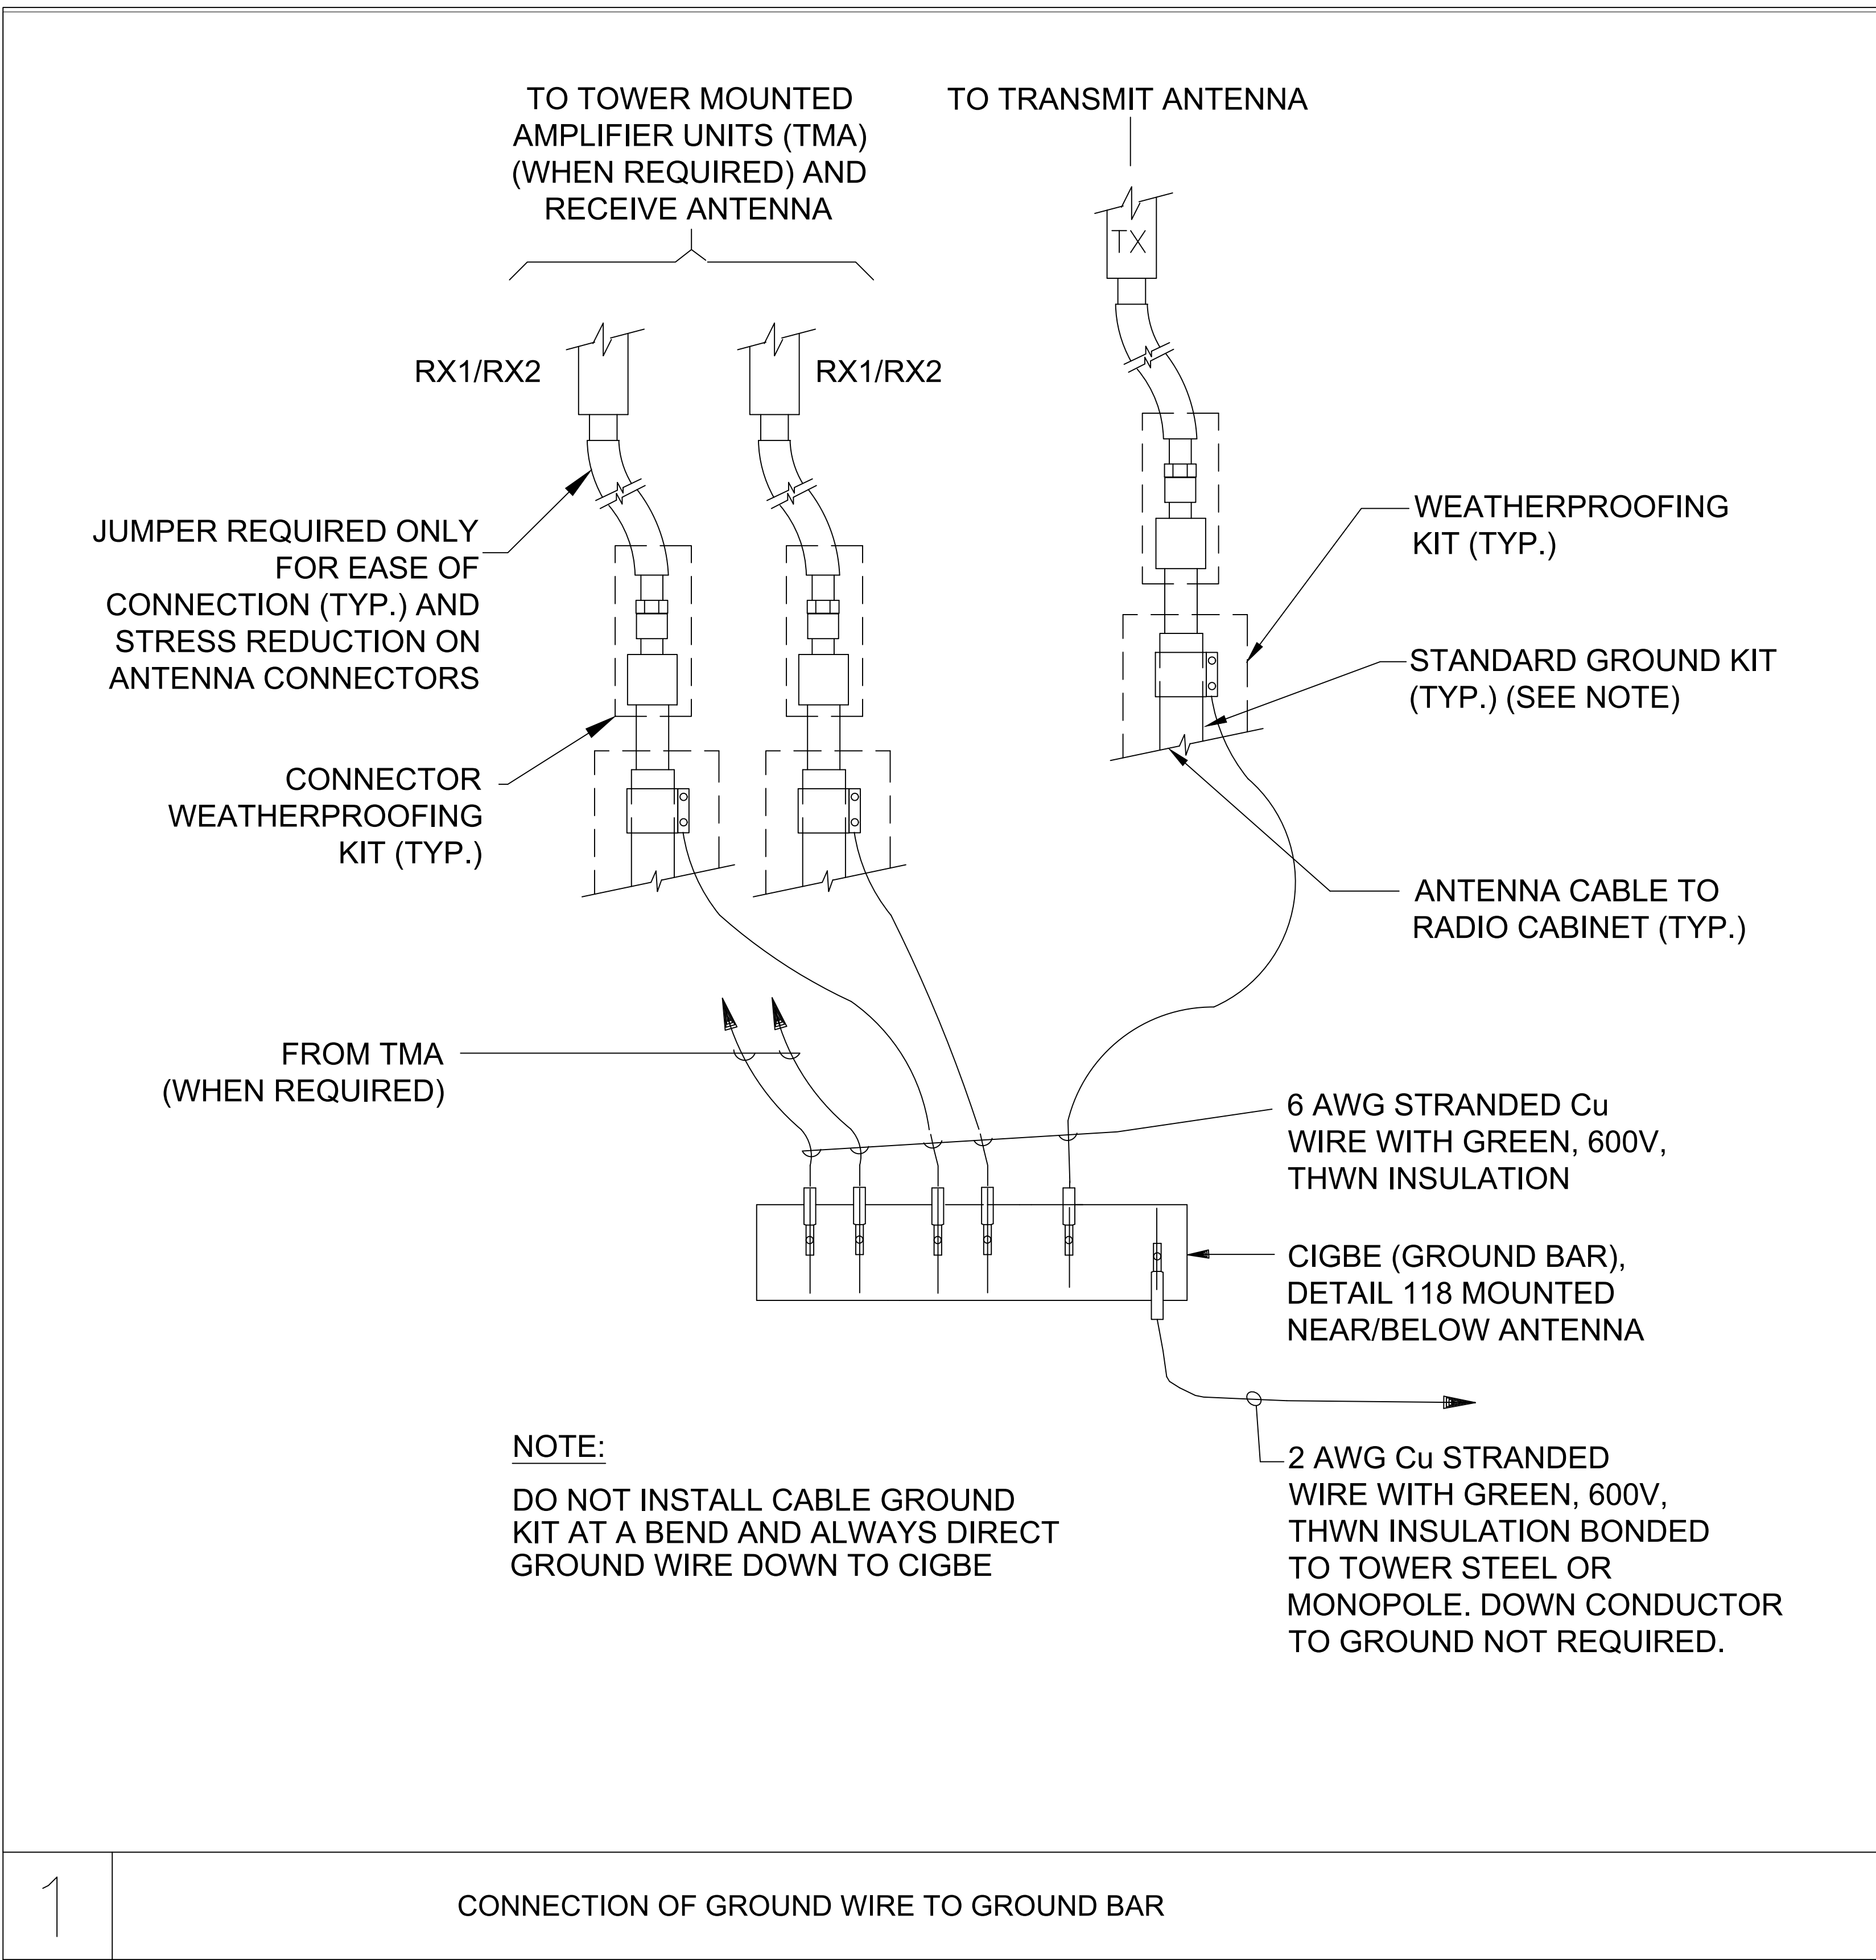 TO TOWER MOUNTED
AMPLIFIER UNITS (TMA)
(WHEN REQUIRED) AND
RECEIVE ANTENNA
TO TRANSMIT ANTENNA
TX
RX1/RX2
RX1/RX2
JUMPER REQUIRED ONLY
FOR EASE OF
CONNECTION (TYP.) AND
STRESS REDUCTION ON
ANTENNA CONNECTORS
WEATHERPROOFING
KIT (TYP.)
STANDARD GROUND KIT
(TYP.) (SEE NOTE)
CONNECTOR
WEATHERPROOFING
KIT (TYP.)
ANTENNA CABLE TO
RADIO CABINET (TYP.)
FROM TMA
(WHEN REQUIRED)
6 AWG STRANDED Cu
WIRE WITH GREEN, 600V,
THWN INSULATION
CIGBE (GROUND BAR),
DETAIL 118 MOUNTED
NEAR/BELOW ANTENNA
2 AWG Cu STRANDED
WIRE WITH GREEN, 600V,
THWN INSULATION BONDED
TO TOWER STEEL OR
MONOPOLE. DOWN CONDUCTOR
TO GROUND NOT REQUIRED.
NOTE:
DO NOT INSTALL CABLE GROUND
KIT AT A BEND AND ALWAYS DIRECT
GROUND WIRE DOWN TO CIGBE
1
CONNECTION OF GROUND WIRE TO GROUND BAR